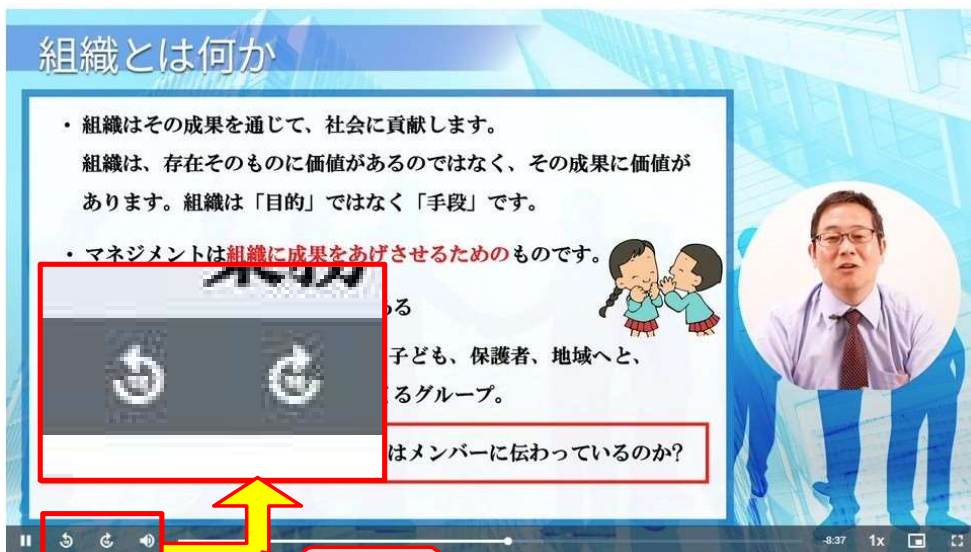 組織とは何か
・組織はその成果を通じて、社会に貢献します。
組織は、存在そのものに価値があるのではなく、その成果に価値が
あります。組織は「目的」ではなく「手段」です。
・マネジメントは組織に成果をあげさせるためのものです。
ある
子ども、保護者、地域へと、
るグループ。
はメンバーに伝わっているのか?
-8:37 1x